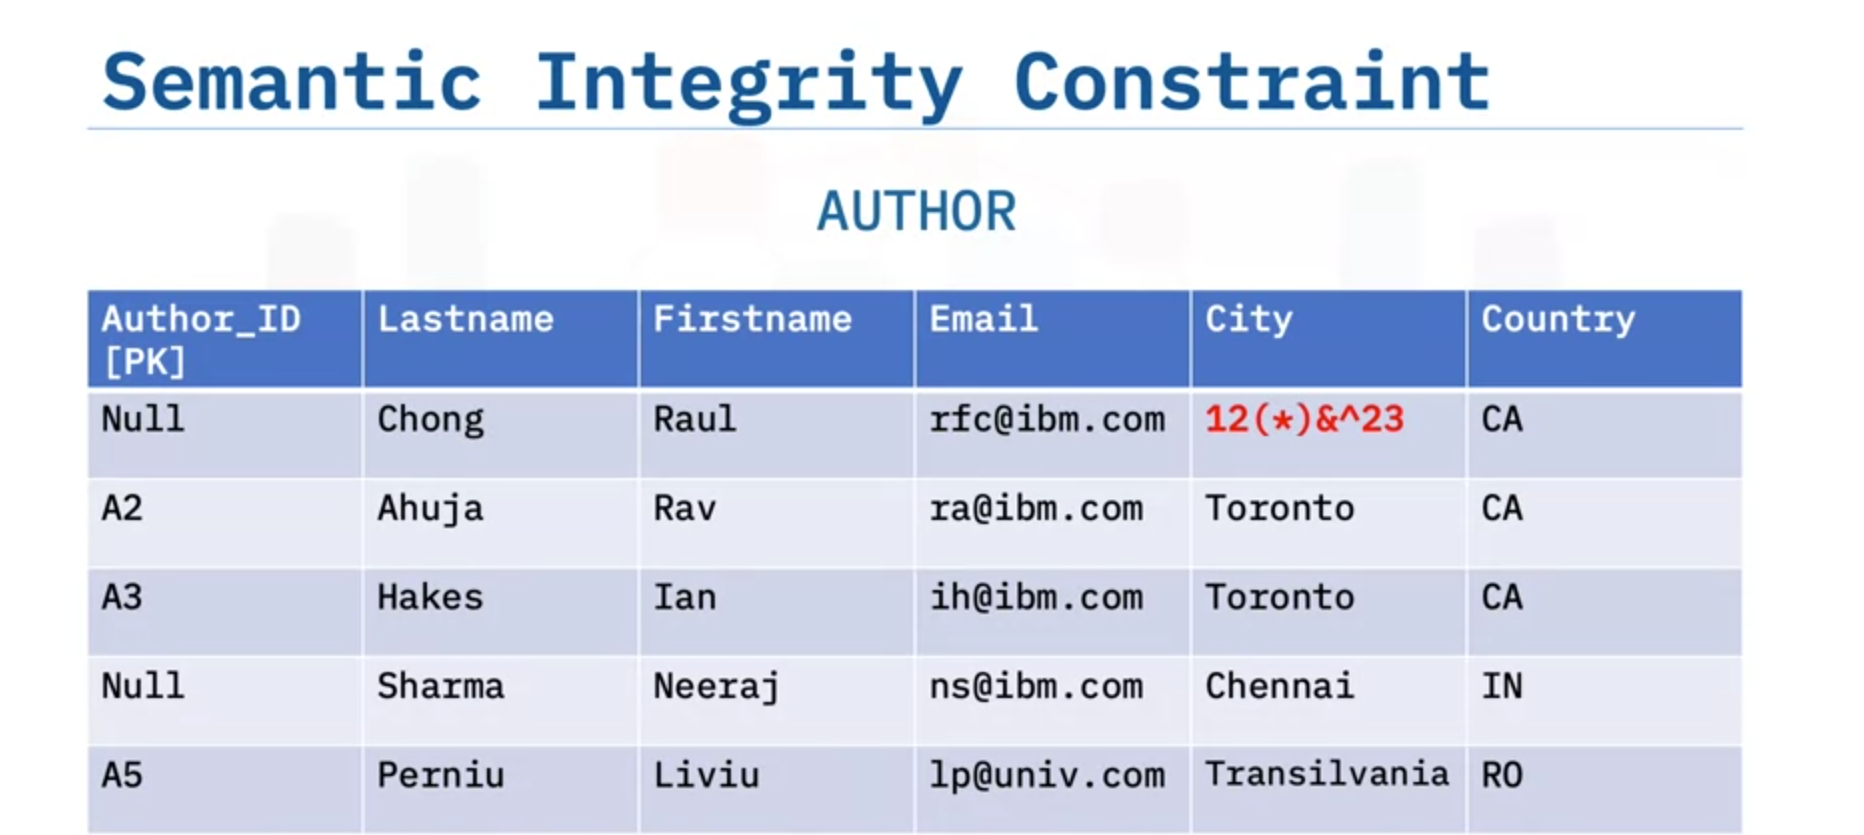 Semantic Integrity Constraint
AUTHOR
Author_ID [PK] Lastname Firstname Email City Country
Null Chong Raul rfc@ibm.com 12(*)&^23 CA
A2 Ahuja Rav ra@ibm.com Toronto CA
A3 Hakes Ian ih@ibm.com Toronto CA
Null Sharma Neeraj ns@ibm.com Chennai IN
A5 Perniu Liviu lp@univ.com Transilvania RO